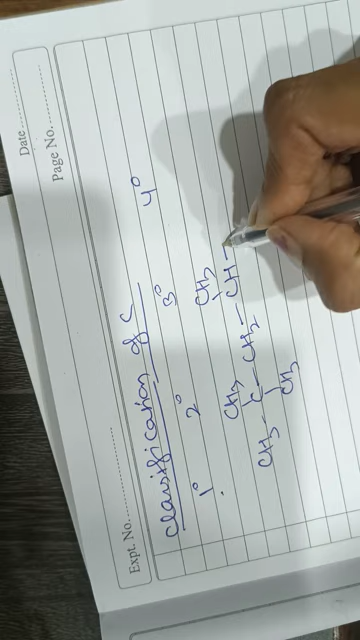 Date
Page No.
Expt. No.
Classification of C
1° 2° 3° 4°
CH3 CH3
CH3 - C - CH2 - CH -
CH3